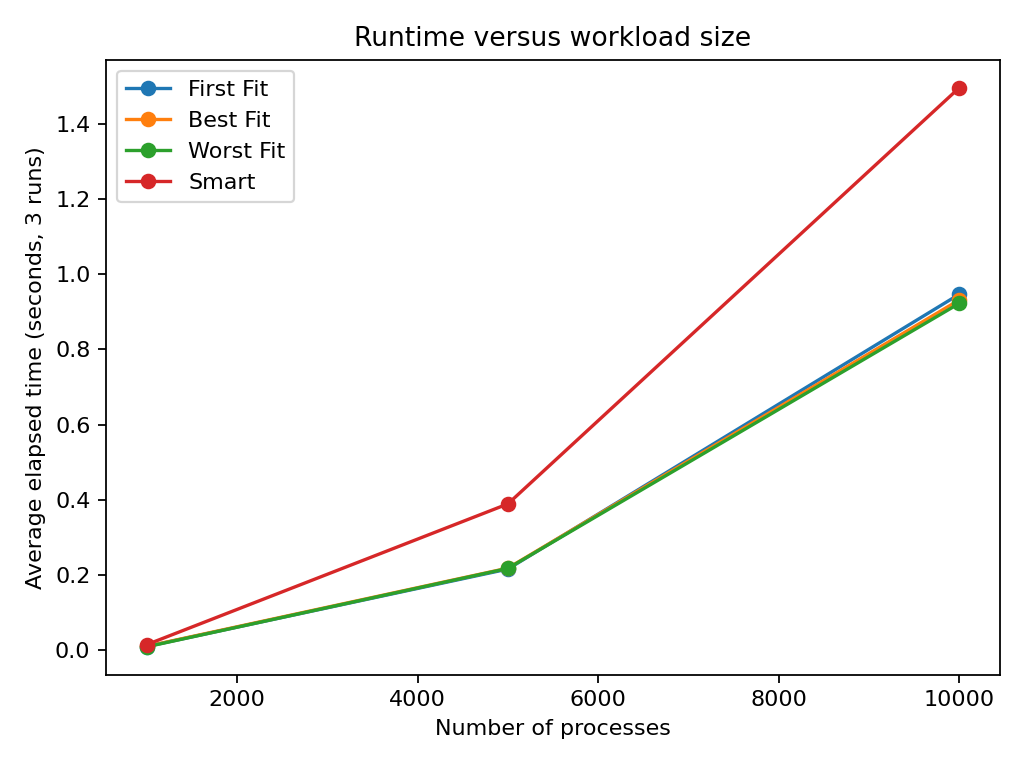 Runtime versus workload size
First Fit
Best Fit
Worst Fit
Smart
Average elapsed time (seconds, 3 runs)
1.4
1.2
1.0
0.8
0.6
0.4
0.2
0.0
2000 4000 6000 8000 10000
Number of processes